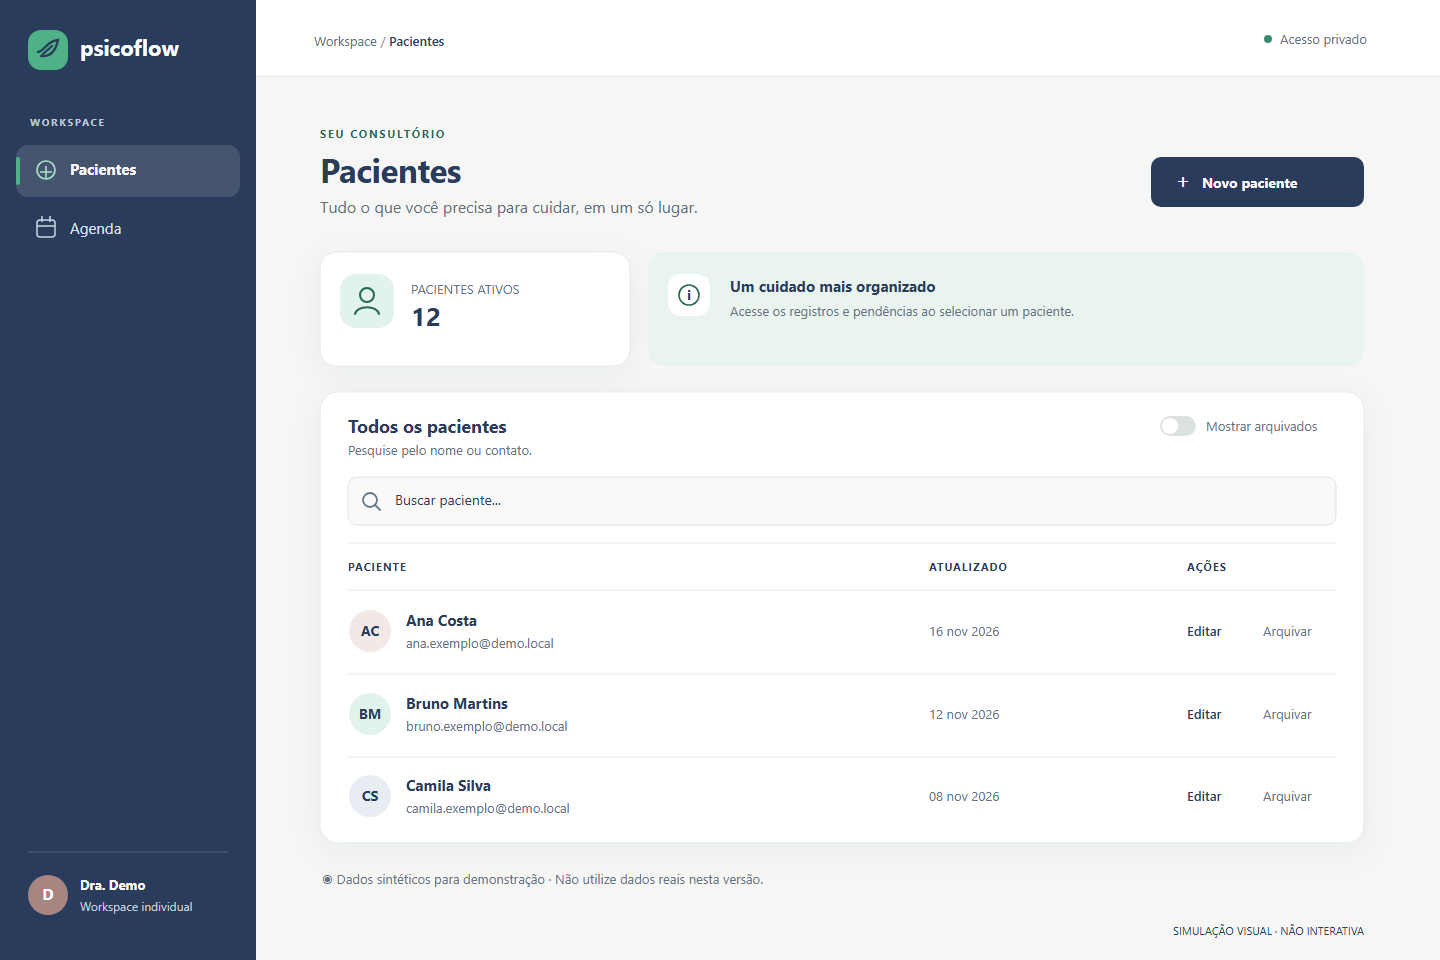 psicoflow
WORKSPACE
Pacientes
Agenda
Dra. Demo
D
Workspace individual
Workspace / Pacientes
Acesso privado
SEU CONSULTÓRIO
Pacientes
Tudo o que você precisa para cuidar, em um só lugar.
+ Novo paciente
PACIENTES ATIVOS
12
Um cuidado mais organizado
Acesse os registros e pendências ao selecionar um paciente.
Todos os pacientes
Pesquise pelo nome ou contato.
Mostrar arquivados
Buscar paciente...
PACIENTE ATUALIZADO AÇÕES
AC Ana Costa
ana.exemplo@demo.local
16 nov 2026 Editar Arquivar
BM Bruno Martins
bruno.exemplo@demo.local
12 nov 2026 Editar Arquivar
CS Camila Silva
camila.exemplo@demo.local
08 nov 2026 Editar Arquivar
◉ Dados sintéticos para demonstração · Não utilize dados reais nesta versão.
SIMULAÇÃO VISUAL · NÃO INTERATIVA